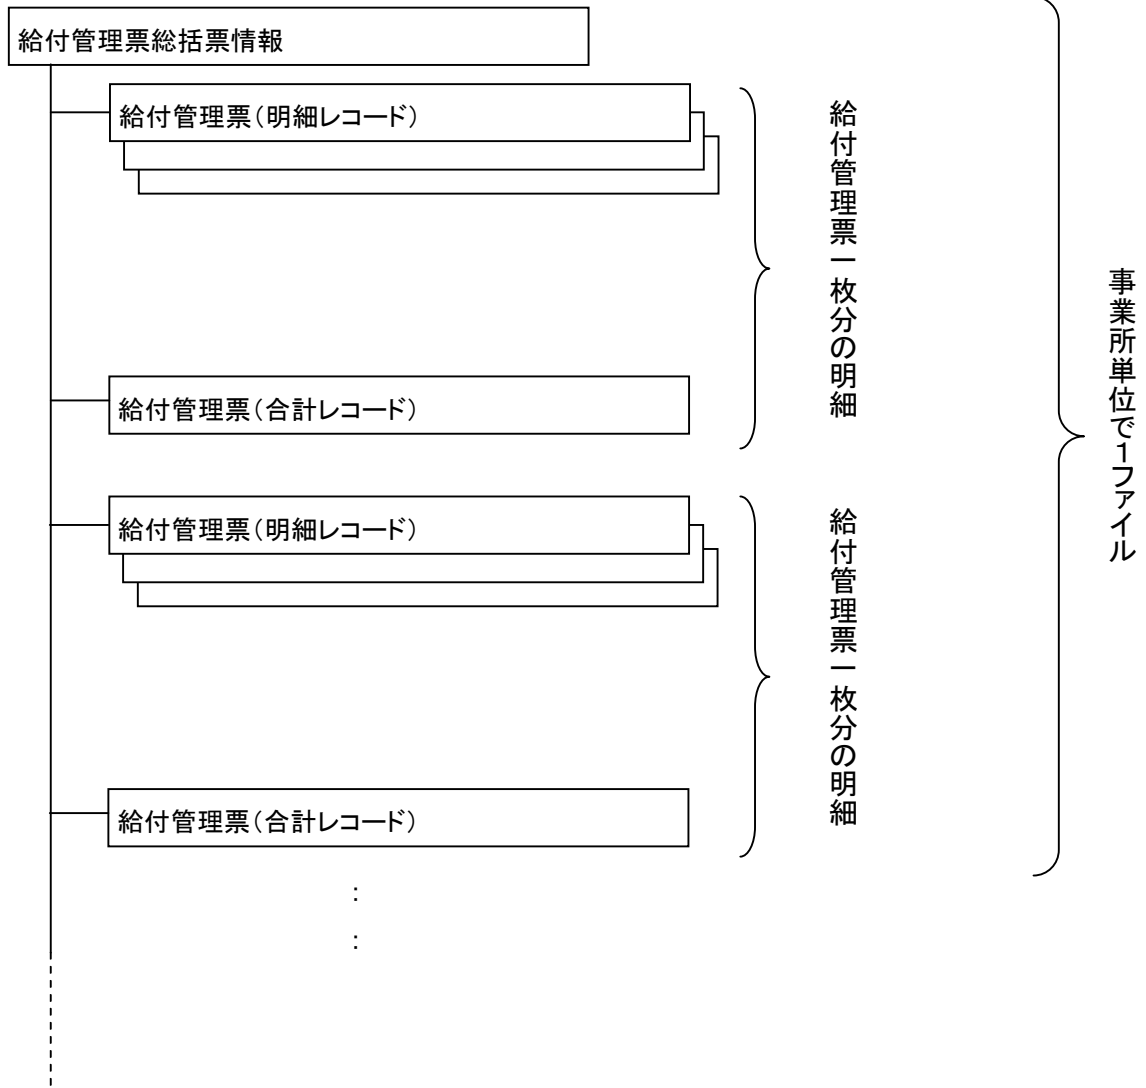 給付管理票総括票情報
給付管理票(明細レコード)
給付管理票(合計レコード)
給付管理票一枚分の明細
給付管理票(明細レコード)
給付管理票(合計レコード)
給付管理票一枚分の明細
:
:
事業所単位で1ファイル